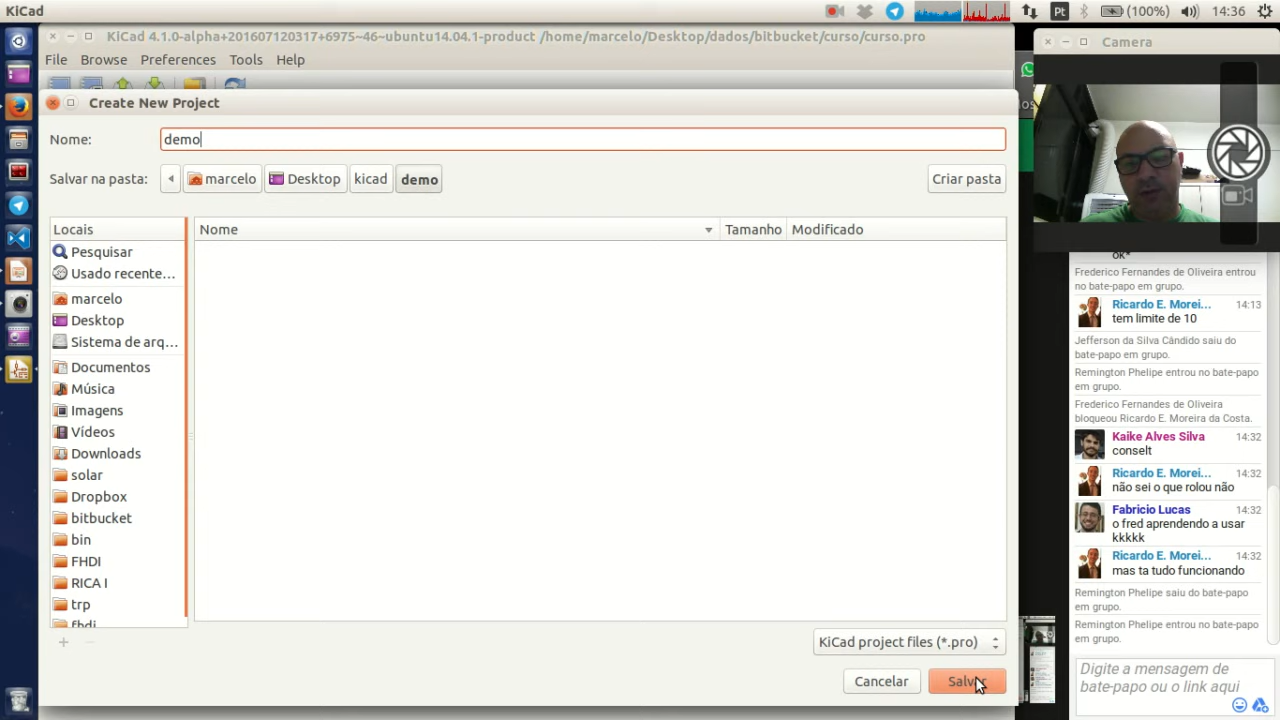 KiCad
Pt
(100%)
14:36
KiCad 4.1.0-alpha+201607120311+6975~46~ubuntu14.04.1-product /home/marcelo/Desktop/dados/bitbucket/curso/curso.pro
File Browse Preferences Tools Help
Create New Project
Nome: demo
Salvar na pasta: marcelo Desktop kicad demo
Criar pasta
Locais
Pesquisar
Usado recente...
marcelo
Desktop
Sistema de arq...
Documentos
Música
Imagens
Vídeos
Downloads
solar
Dropbox
bitbucket
bin
FHDI
RICA I
trp
fhdi
Nome Tamanho Modificado
KiCad project files (*.pro)
Cancelar
Salvar
Camera
os
ok*
Frederico Fernandes de Oliveira entrou
no bate-papo em grupo.
Ricardo E. Morei... 14:13
tem limite de 10
Jefferson da Silva Cândido saiu do
bate-papo em grupo.
Remington Phelipe entrou no bate-papo
em grupo.
Frederico Fernandes de Oliveira
bloqueou Ricardo E. Moreira da Costa.
Kaike Alves Silva 14:32
conselt
Ricardo E. Morei... 14:32
não sei o que rolou não
Fabricio Lucas 14:32
o fred aprendendo a usar
kkkkk
Ricardo E. Morei... 14:32
mas ta tudo funcionando
Remington Phelipe saiu do bate-papo
em grupo.
Remington Phelipe entrou no bate-papo
em grupo.
Digite a mensagem de
bate-papo ou o link aqui